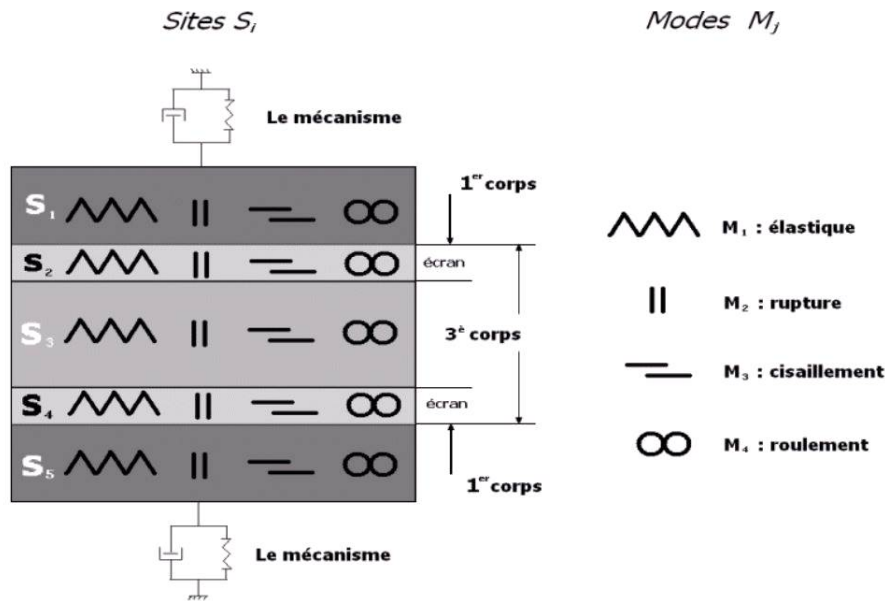 Sites Sᵢ
Modes Mⱼ
Le mécanisme
1er corps
S₁
S₂
écran
S₃
3è corps
S₄
écran
S₅
1er corps
Le mécanisme
M₁ : élastique
M₂ : rupture
M₃ : cisaillement
M₄ : roulement